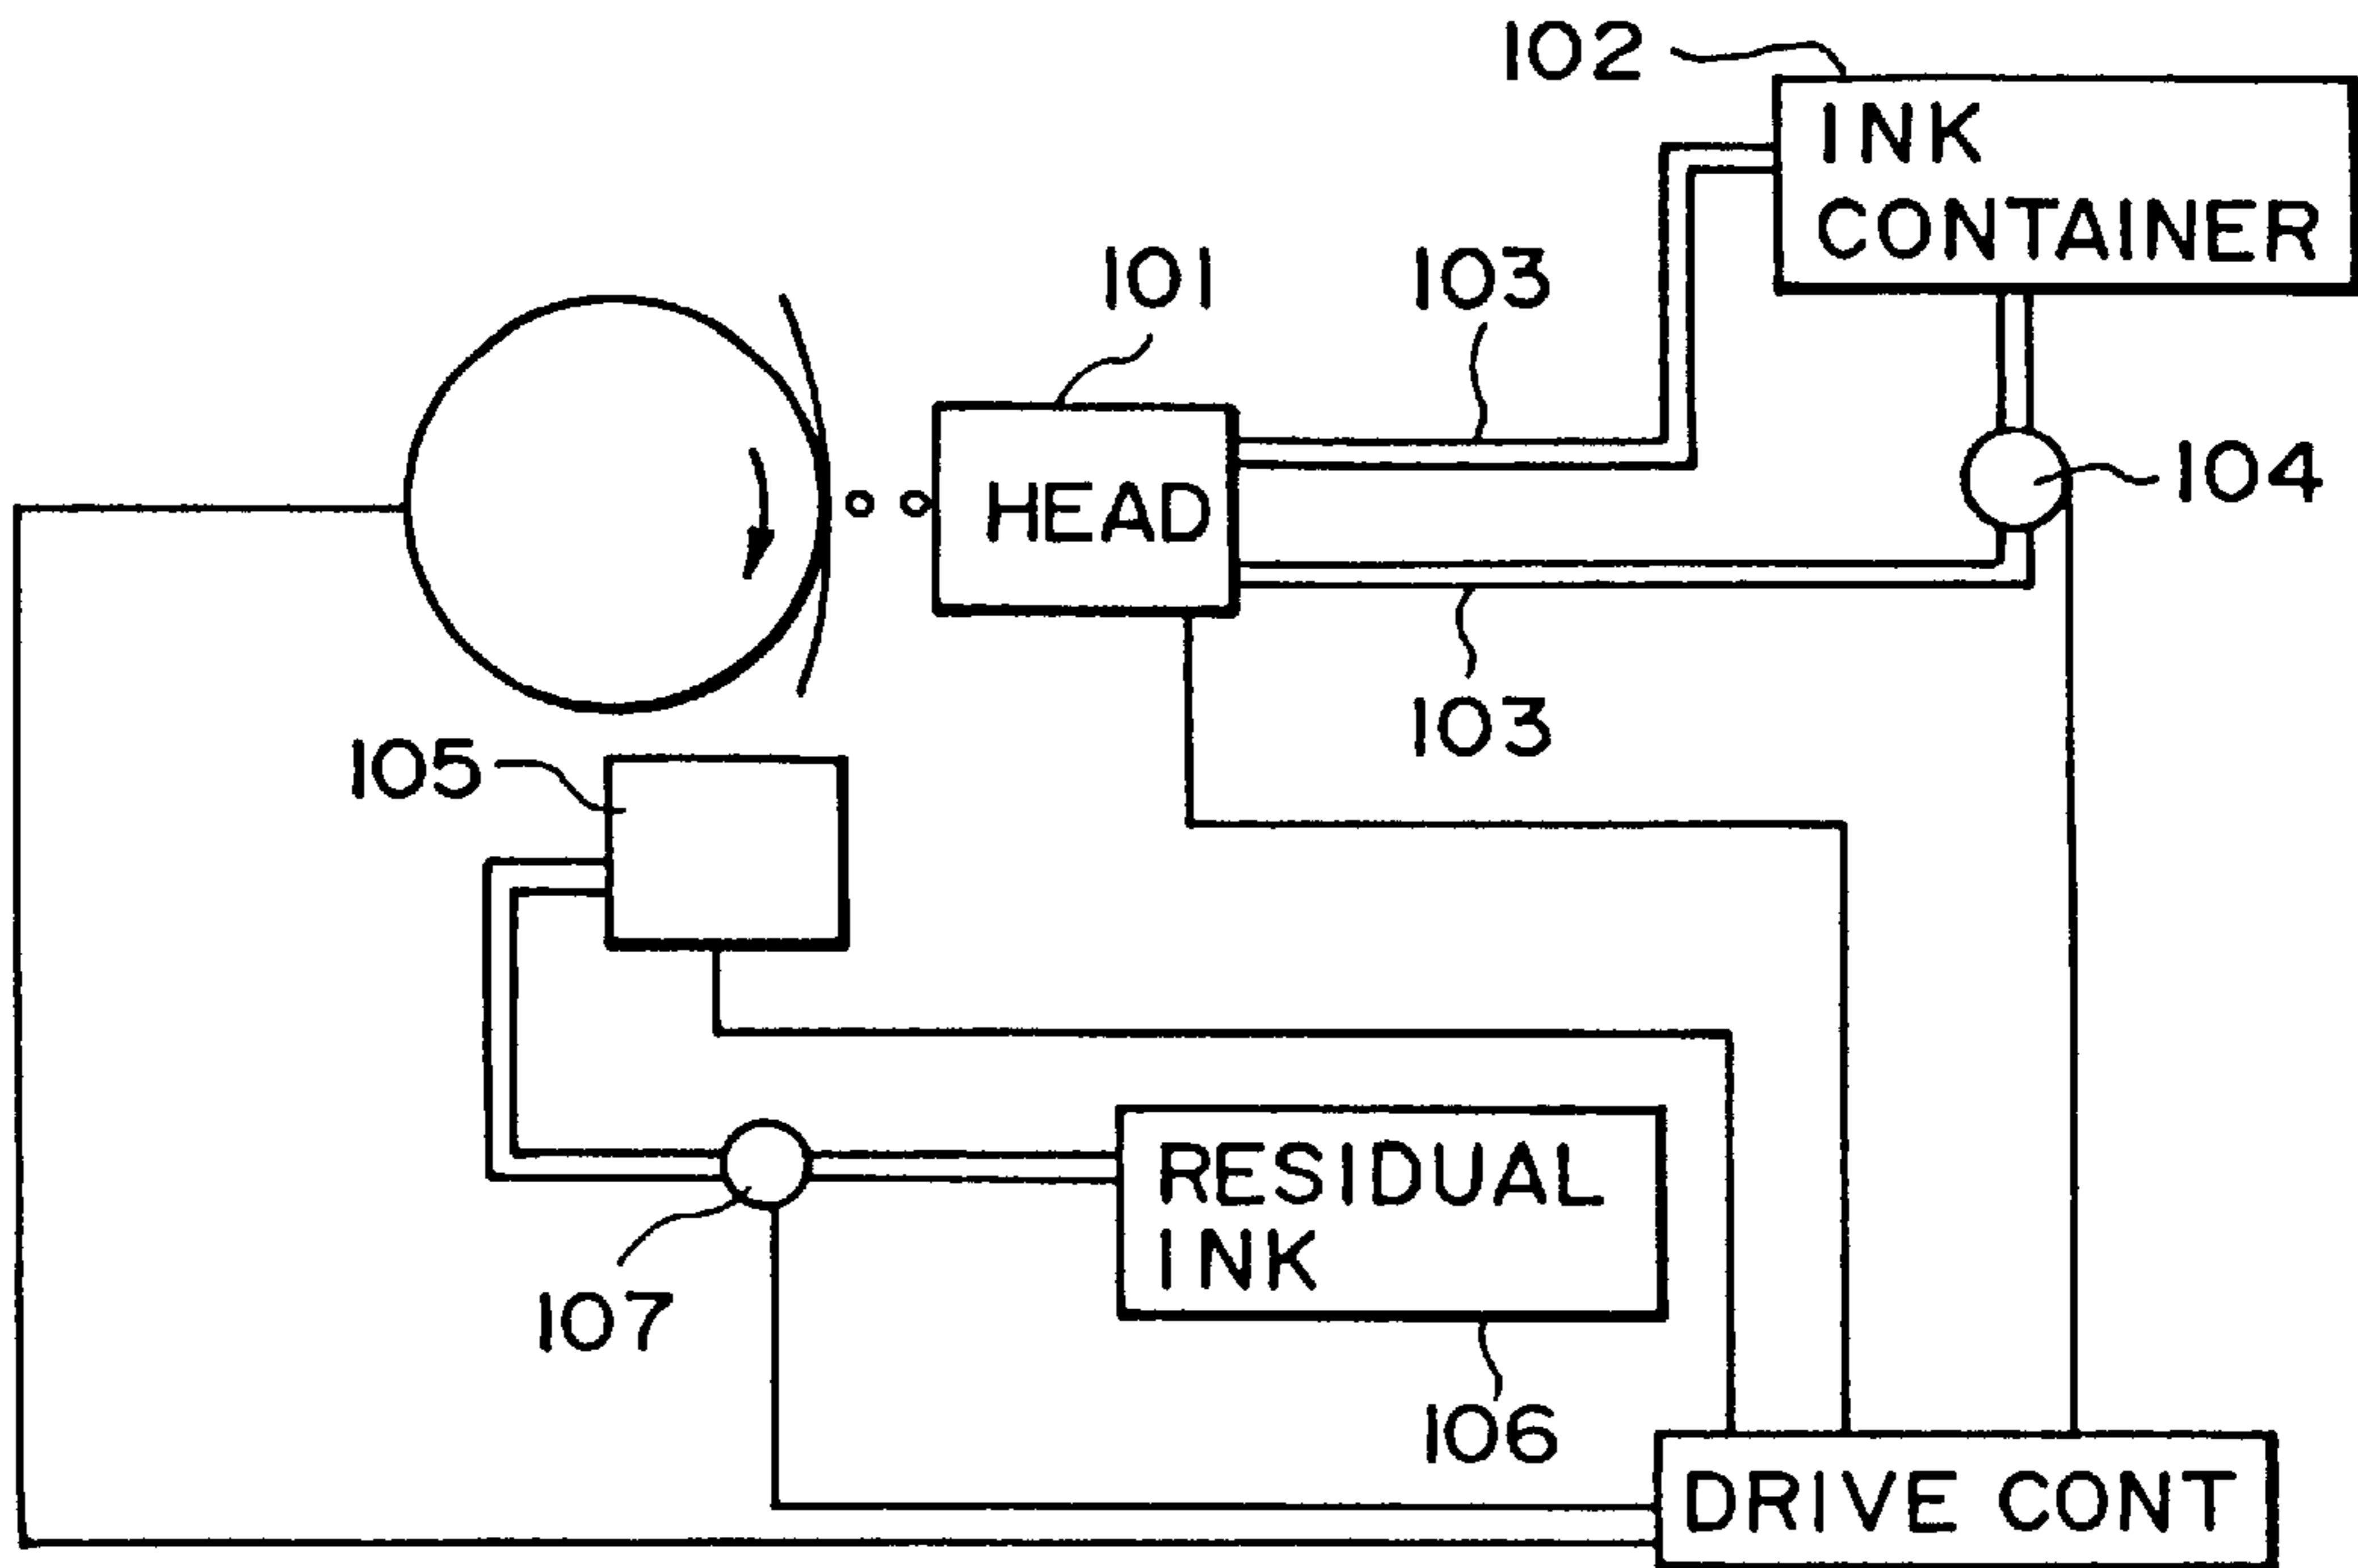 102
INK
CONTAINER
101
103
HEAD
104
103
105
RESIDUAL
INK
107
106
DRIVE CONT